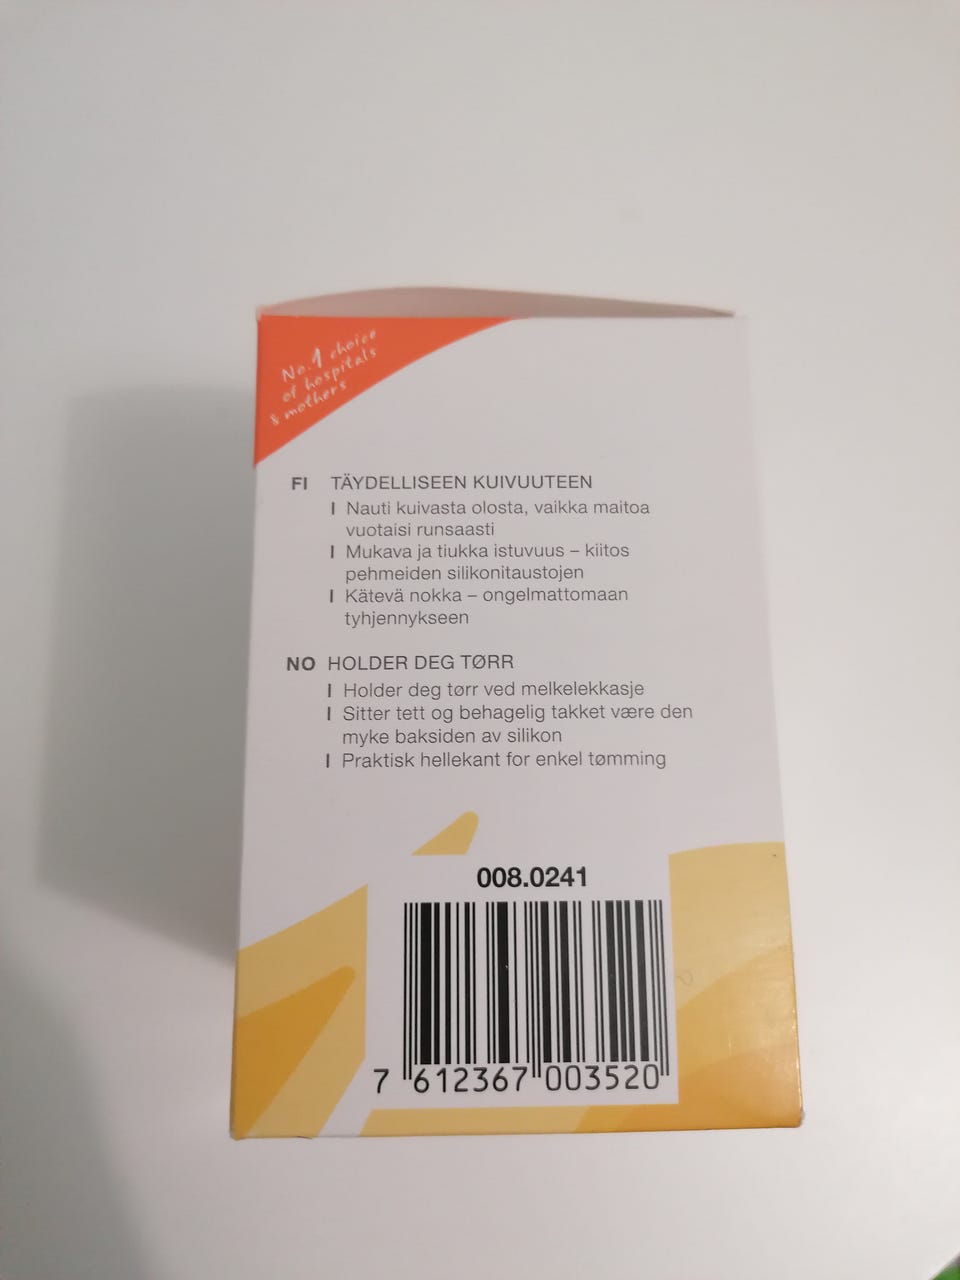 No.1 choice
of hospitals
& mothers
FI TÄYDELLISEEN KUIVUUTEEN
I Nauti kuivasta olosta, vaikka maitoa
vuotaisi runsaasti
I Mukava ja tiukka istuvuus – kiitos
pehmeiden silikonitaustojen
I Kätevä nokka – ongelmattomaan
tyhjennykseen
NO HOLDER DEG TØRR
I Holder deg tørr ved melkelekkasje
I Sitter tett og behagelig takket være den
myke baksiden av silikon
I Praktisk hellekant for enkel tømming
008.0241
7 612367 003520